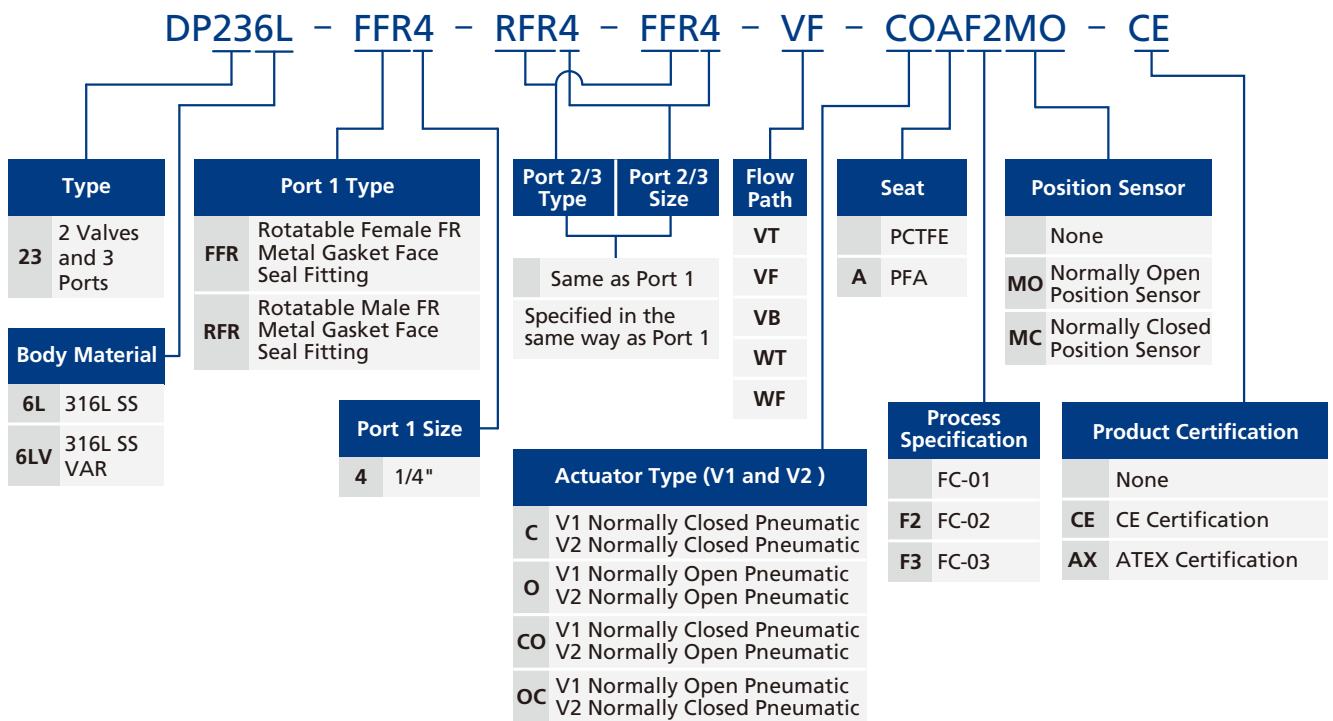 DP236L – FFR4 – RFR4 – FFR4 – VF – COAF2MO – CE
Type
23 2 Valves
and 3
Ports
Body Material
6L 316L SS
6LV 316L SS
VAR
Port 1 Type
FFR Rotatable Female FR
Metal Gasket Face
Seal Fitting
RFR Rotatable Male FR
Metal Gasket Face
Seal Fitting
Port 1 Size
4 1/4"
Port 2/3
Type
Port 2/3
Size
Same as Port 1
Specified in the
same way as Port 1
Flow
Path
VT
VF
VB
WT
WF
Actuator Type (V1 and V2 )
C V1 Normally Closed Pneumatic
V2 Normally Closed Pneumatic
O V1 Normally Open Pneumatic
V2 Normally Open Pneumatic
CO V1 Normally Closed Pneumatic
V2 Normally Open Pneumatic
OC V1 Normally Open Pneumatic
V2 Normally Closed Pneumatic
Seat
PCTFE
A PFA
Process
Specification
FC-01
F2 FC-02
F3 FC-03
Position Sensor
None
MO Normally Open
Position Sensor
MC Normally Closed
Position Sensor
Product Certification
None
CE CE Certification
AX ATEX Certification